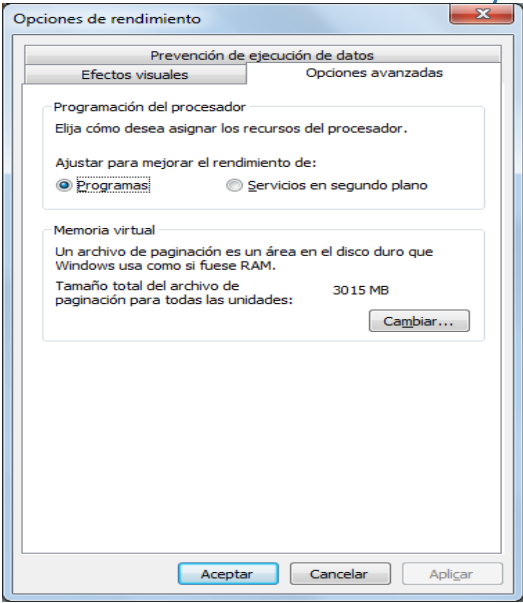 Opciones de rendimiento
Prevención de ejecución de datos
Efectos visuales
Opciones avanzadas
Programación del procesador
Elija cómo desea asignar los recursos del procesador.
Ajustar para mejorar el rendimiento de:
Programas
Servicios en segundo plano
Memoria virtual
Un archivo de paginación es un área en el disco duro que
Windows usa como si fuese RAM.
Tamaño total del archivo de
paginación para todas las unidades:
3015 MB
Cambiar...
Aceptar
Cancelar
Aplicar